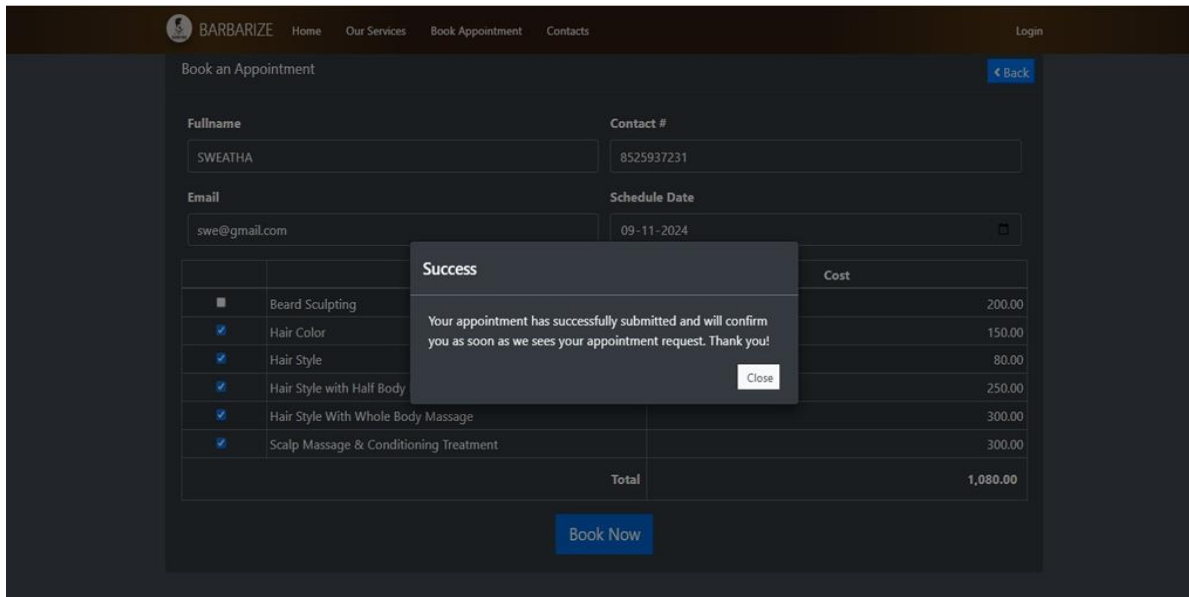 BARBARIZE Home Our Services Book Appointment Contacts Login
Book an Appointment Back
Fullname Contact #
SWEATHA 8525937231
Email Schedule Date
swe@gmail.com 09-11-2024
Success
Your appointment has successfully submitted and will confirm
you as soon as we sees your appointment request. Thank you!
Close
Cost
Beard Sculpting 200.00
Hair Color 150.00
Hair Style 80.00
Hair Style with Half Body 250.00
Hair Style With Whole Body Massage 300.00
Scalp Massage & Conditioning Treatment 300.00
Total 1,080.00
Book Now